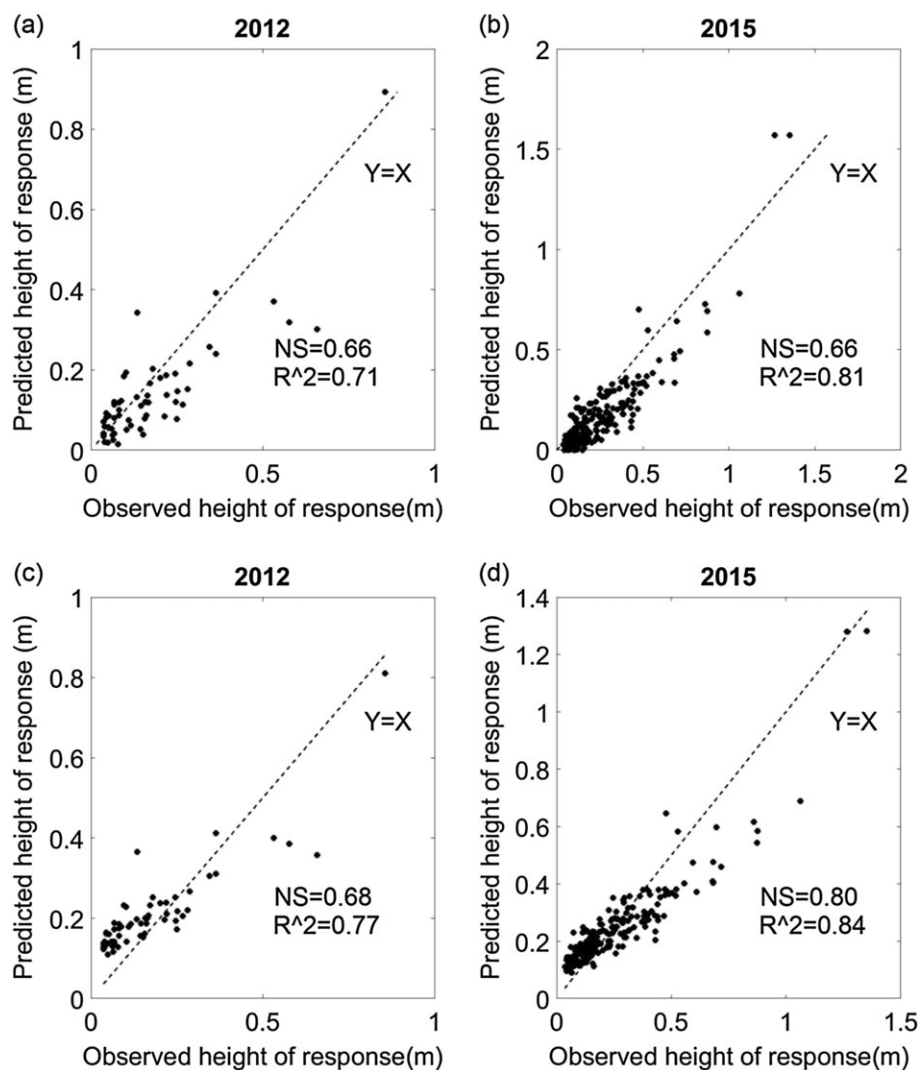 (a)
2012
Predicted height of response (m)
1
0.8
0.6
0.4
0.2
0
Y=X
NS=0.66
R^2=0.71
0
0.5
1
Observed height of response(m)
(b)
2015
Predicted height of response (m)
2
1.5
1
0.5
0
Y=X
NS=0.66
R^2=0.81
0
0.5
1
1.5
2
Observed height of response(m)
(c)
2012
Predicted height of response (m)
1
0.8
0.6
0.4
0.2
0
Y=X
NS=0.68
R^2=0.77
0
0.5
1
Observed height of response(m)
(d)
2015
Predicted height of response (m)
1.4
1.2
1
0.8
0.6
0.4
0.2
0
Y=X
NS=0.80
R^2=0.84
0
0.5
1
1.5
Observed height of response(m)